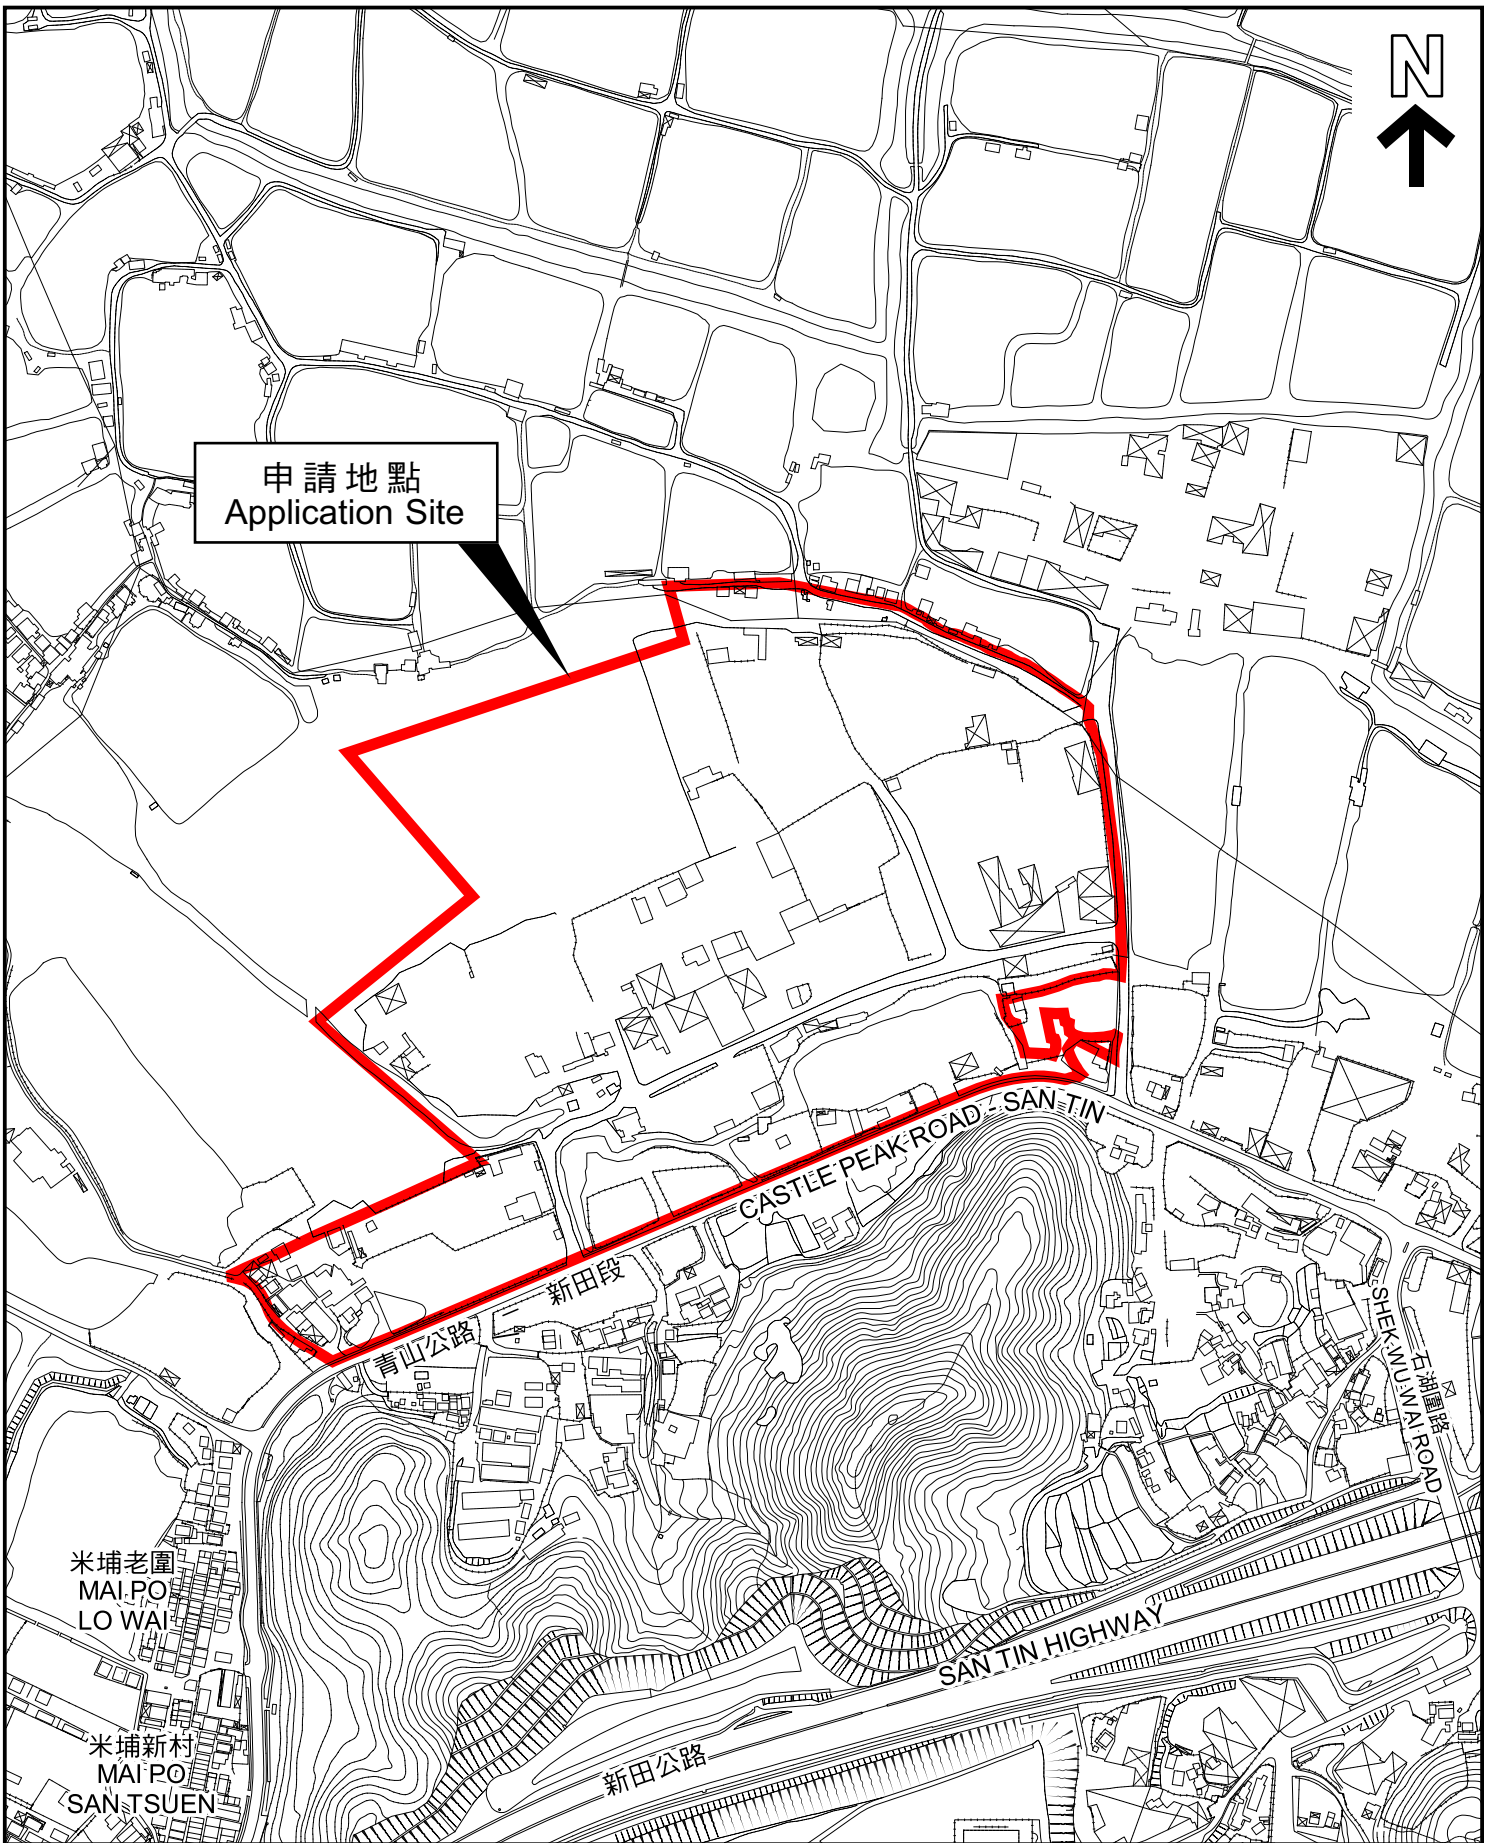 N
申請地點
Application Site
CASTLE PEAK ROAD - SAN TIN
青山公路
新田段
SHEK WU WAI ROAD
石湖圍路
米埔老圍
MAI PO
LO WAI
SAN TIN HIGHWAY
新田公路
米埔新村
MAI PO
SAN TSUEN